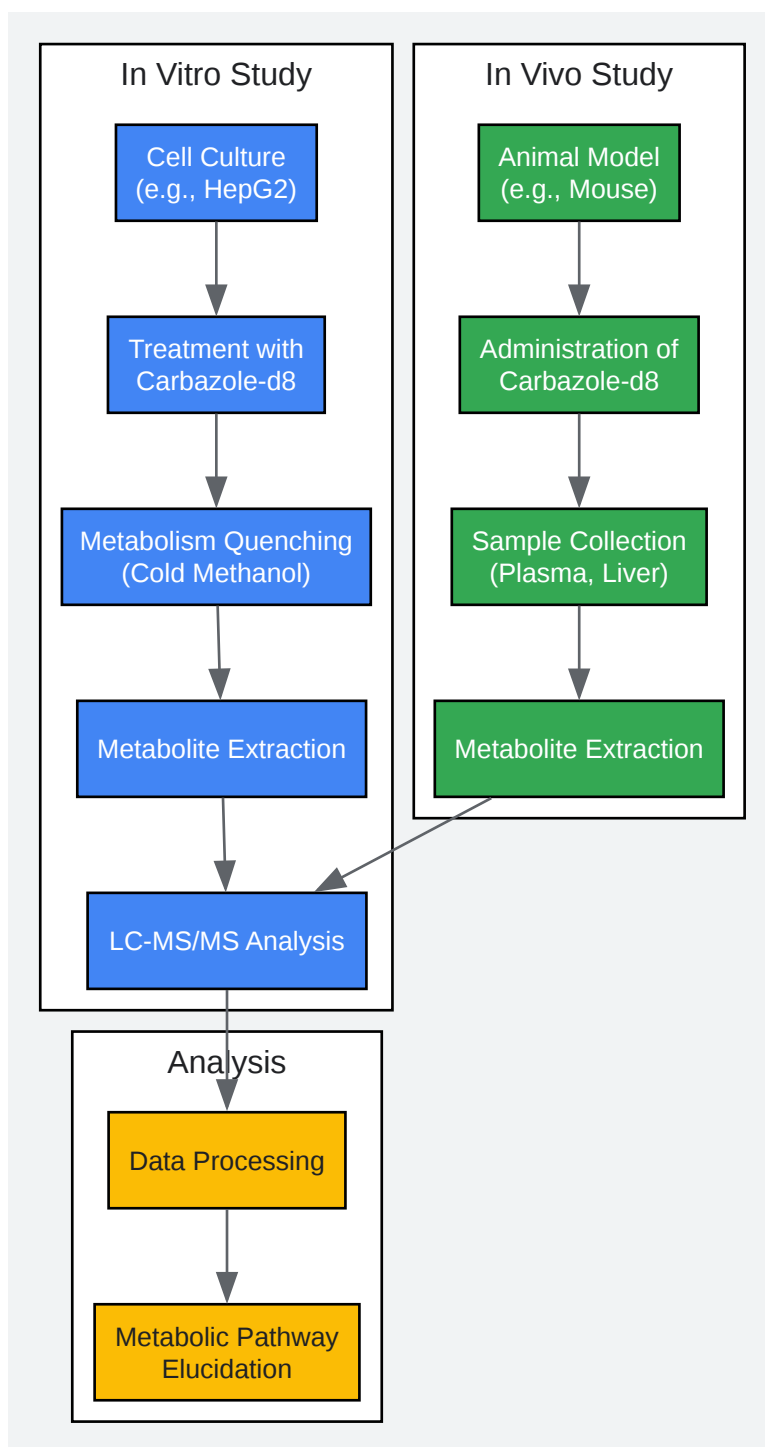 In Vitro Study
Cell Culture
(e.g., HepG2)
Treatment with
Carbazole-d8
Metabolism Quenching
(Cold Methanol)
Metabolite Extraction
LC-MS/MS Analysis
In Vivo Study
Animal Model
(e.g., Mouse)
Administration of
Carbazole-d8
Sample Collection
(Plasma, Liver)
Metabolite Extraction
Analysis
Data Processing
Metabolic Pathway
Elucidation